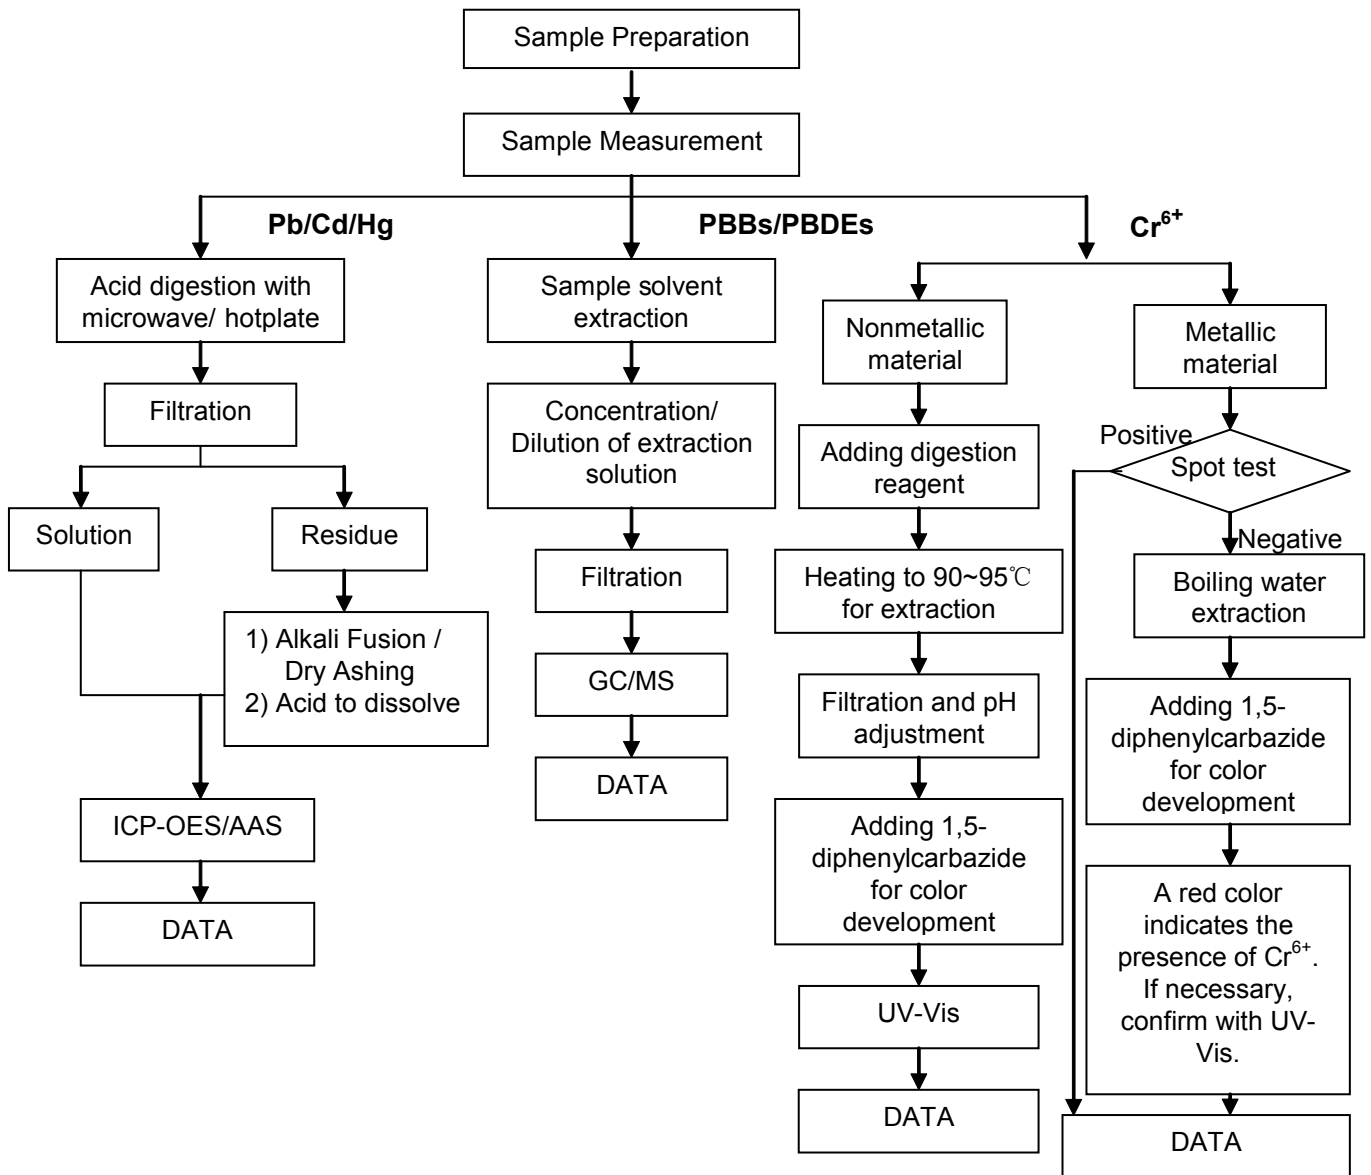 Sample Preparation
Sample Measurement
Pb/Cd/Hg
PBBs/PBDEs
Cr⁶⁺
Acid digestion with
microwave/ hotplate
Filtration
Solution
Residue
1) Alkali Fusion /
Dry Ashing
2) Acid to dissolve
ICP-OES/AAS
DATA
Sample solvent
extraction
Concentration/
Dilution of extraction
solution
Filtration
GC/MS
DATA
Nonmetallic
material
Adding digestion
reagent
Heating to 90~95℃
for extraction
Filtration and pH
adjustment
Adding 1,5-
diphenylcarbazide
for color
development
UV-Vis
DATA
Metallic
material
Positive
Spot test
Negative
Boiling water
extraction
Adding 1,5-
diphenylcarbazide
for color
development
A red color
indicates the
presence of Cr⁶⁺.
If necessary,
confirm with UV-
Vis.
DATA